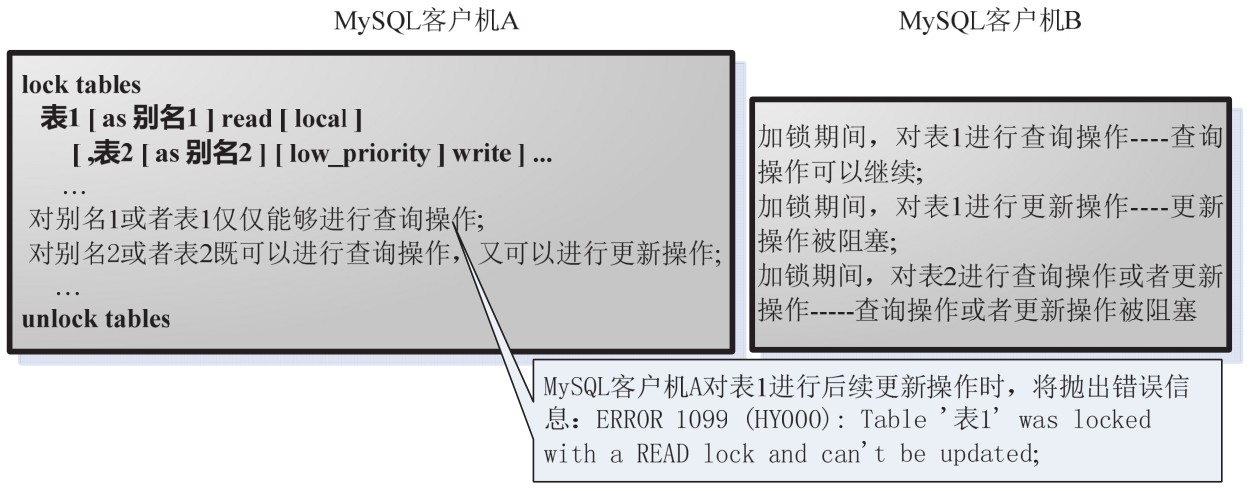 MySQL客户机A
MySQL客户机B
lock tables
表1 [ as 别名1 ] read [ local ]
[ ,表2 [ as 别名2 ] [ low_priority ] write ] ...
…
对别名1或者表1仅仅能够进行查询操作;
对别名2或者表2既可以进行查询操作，又可以进行更新操作;
…
unlock tables
加锁期间，对表1进行查询操作----查询
操作可以继续;
加锁期间，对表1进行更新操作----更新
操作被阻塞;
加锁期间，对表2进行查询操作或者更新
操作-----查询操作或者更新操作被阻塞
MySQL客户机A对表1进行后续更新操作时，将抛出错误信
息：ERROR 1099 (HY000): Table ’表1’ was locked
with a READ lock and can't be updated;